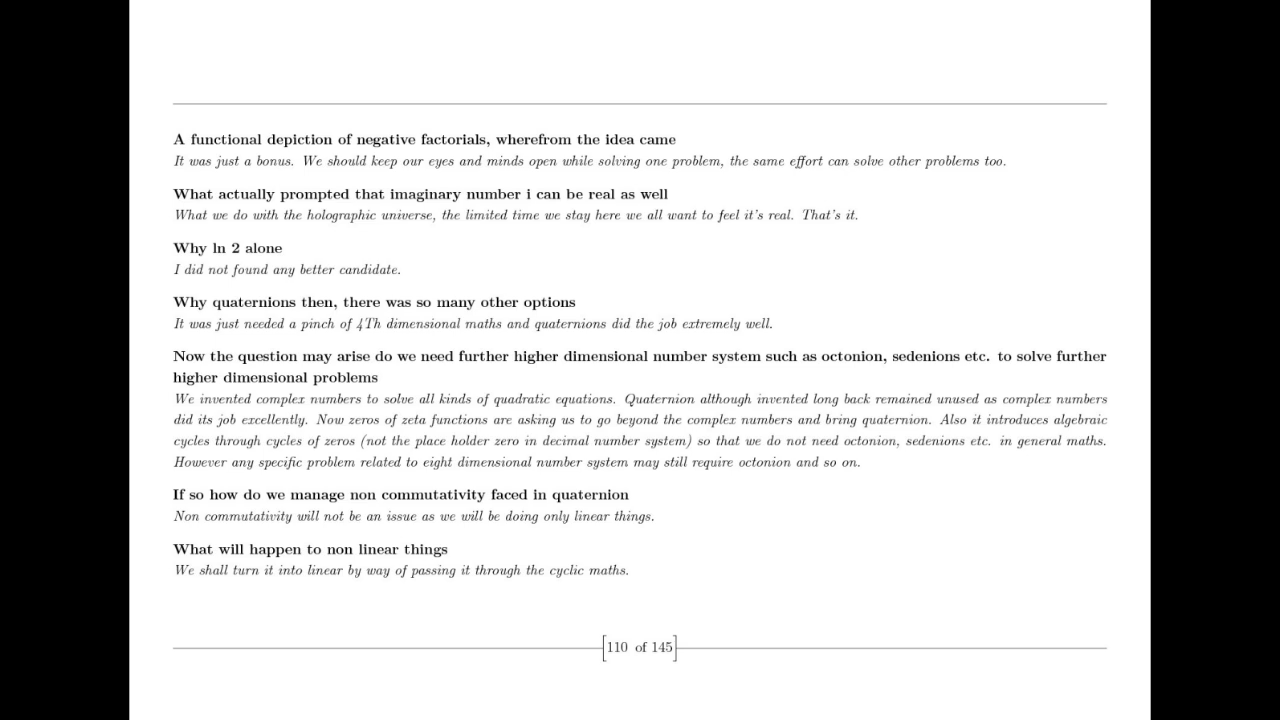 A functional depiction of negative factorials, wherefrom the idea came
It was just a bonus. We should keep our eyes and minds open while solving one problem, the same effort can solve other problems too.
What actually prompted that imaginary number i can be real as well
What we do with the holographic universe, the limited time we stay here we all want to feel it's real. That's it.
Why ln 2 alone
I did not found any better candidate.
Why quaternions then, there was so many other options
It was just needed a pinch of 4Th dimensional maths and quaternions did the job extremely well.
Now the question may arise do we need further higher dimensional number system such as octonion, sedenions etc. to solve further
higher dimensional problems
We invented complex numbers to solve all kinds of quadratic equations. Quaternion although invented long back remained unused as complex numbers
did its job excellently. Now zeros of zeta functions are asking us to go beyond the complex numbers and bring quaternion. Also it introduces algebraic
cycles through cycles of zeros (not the place holder zero in decimal number system) so that we do not need octonion, sedenions etc. in general maths.
However any specific problem related to eight dimensional number system may still require octonion and so on.
If so how do we manage non commutativity faced in quaternion
Non commutativity will not be an issue as we will be doing only linear things.
What will happen to non linear things
We shall turn it into linear by way of passing it through the cyclic maths.
[110 of 145]